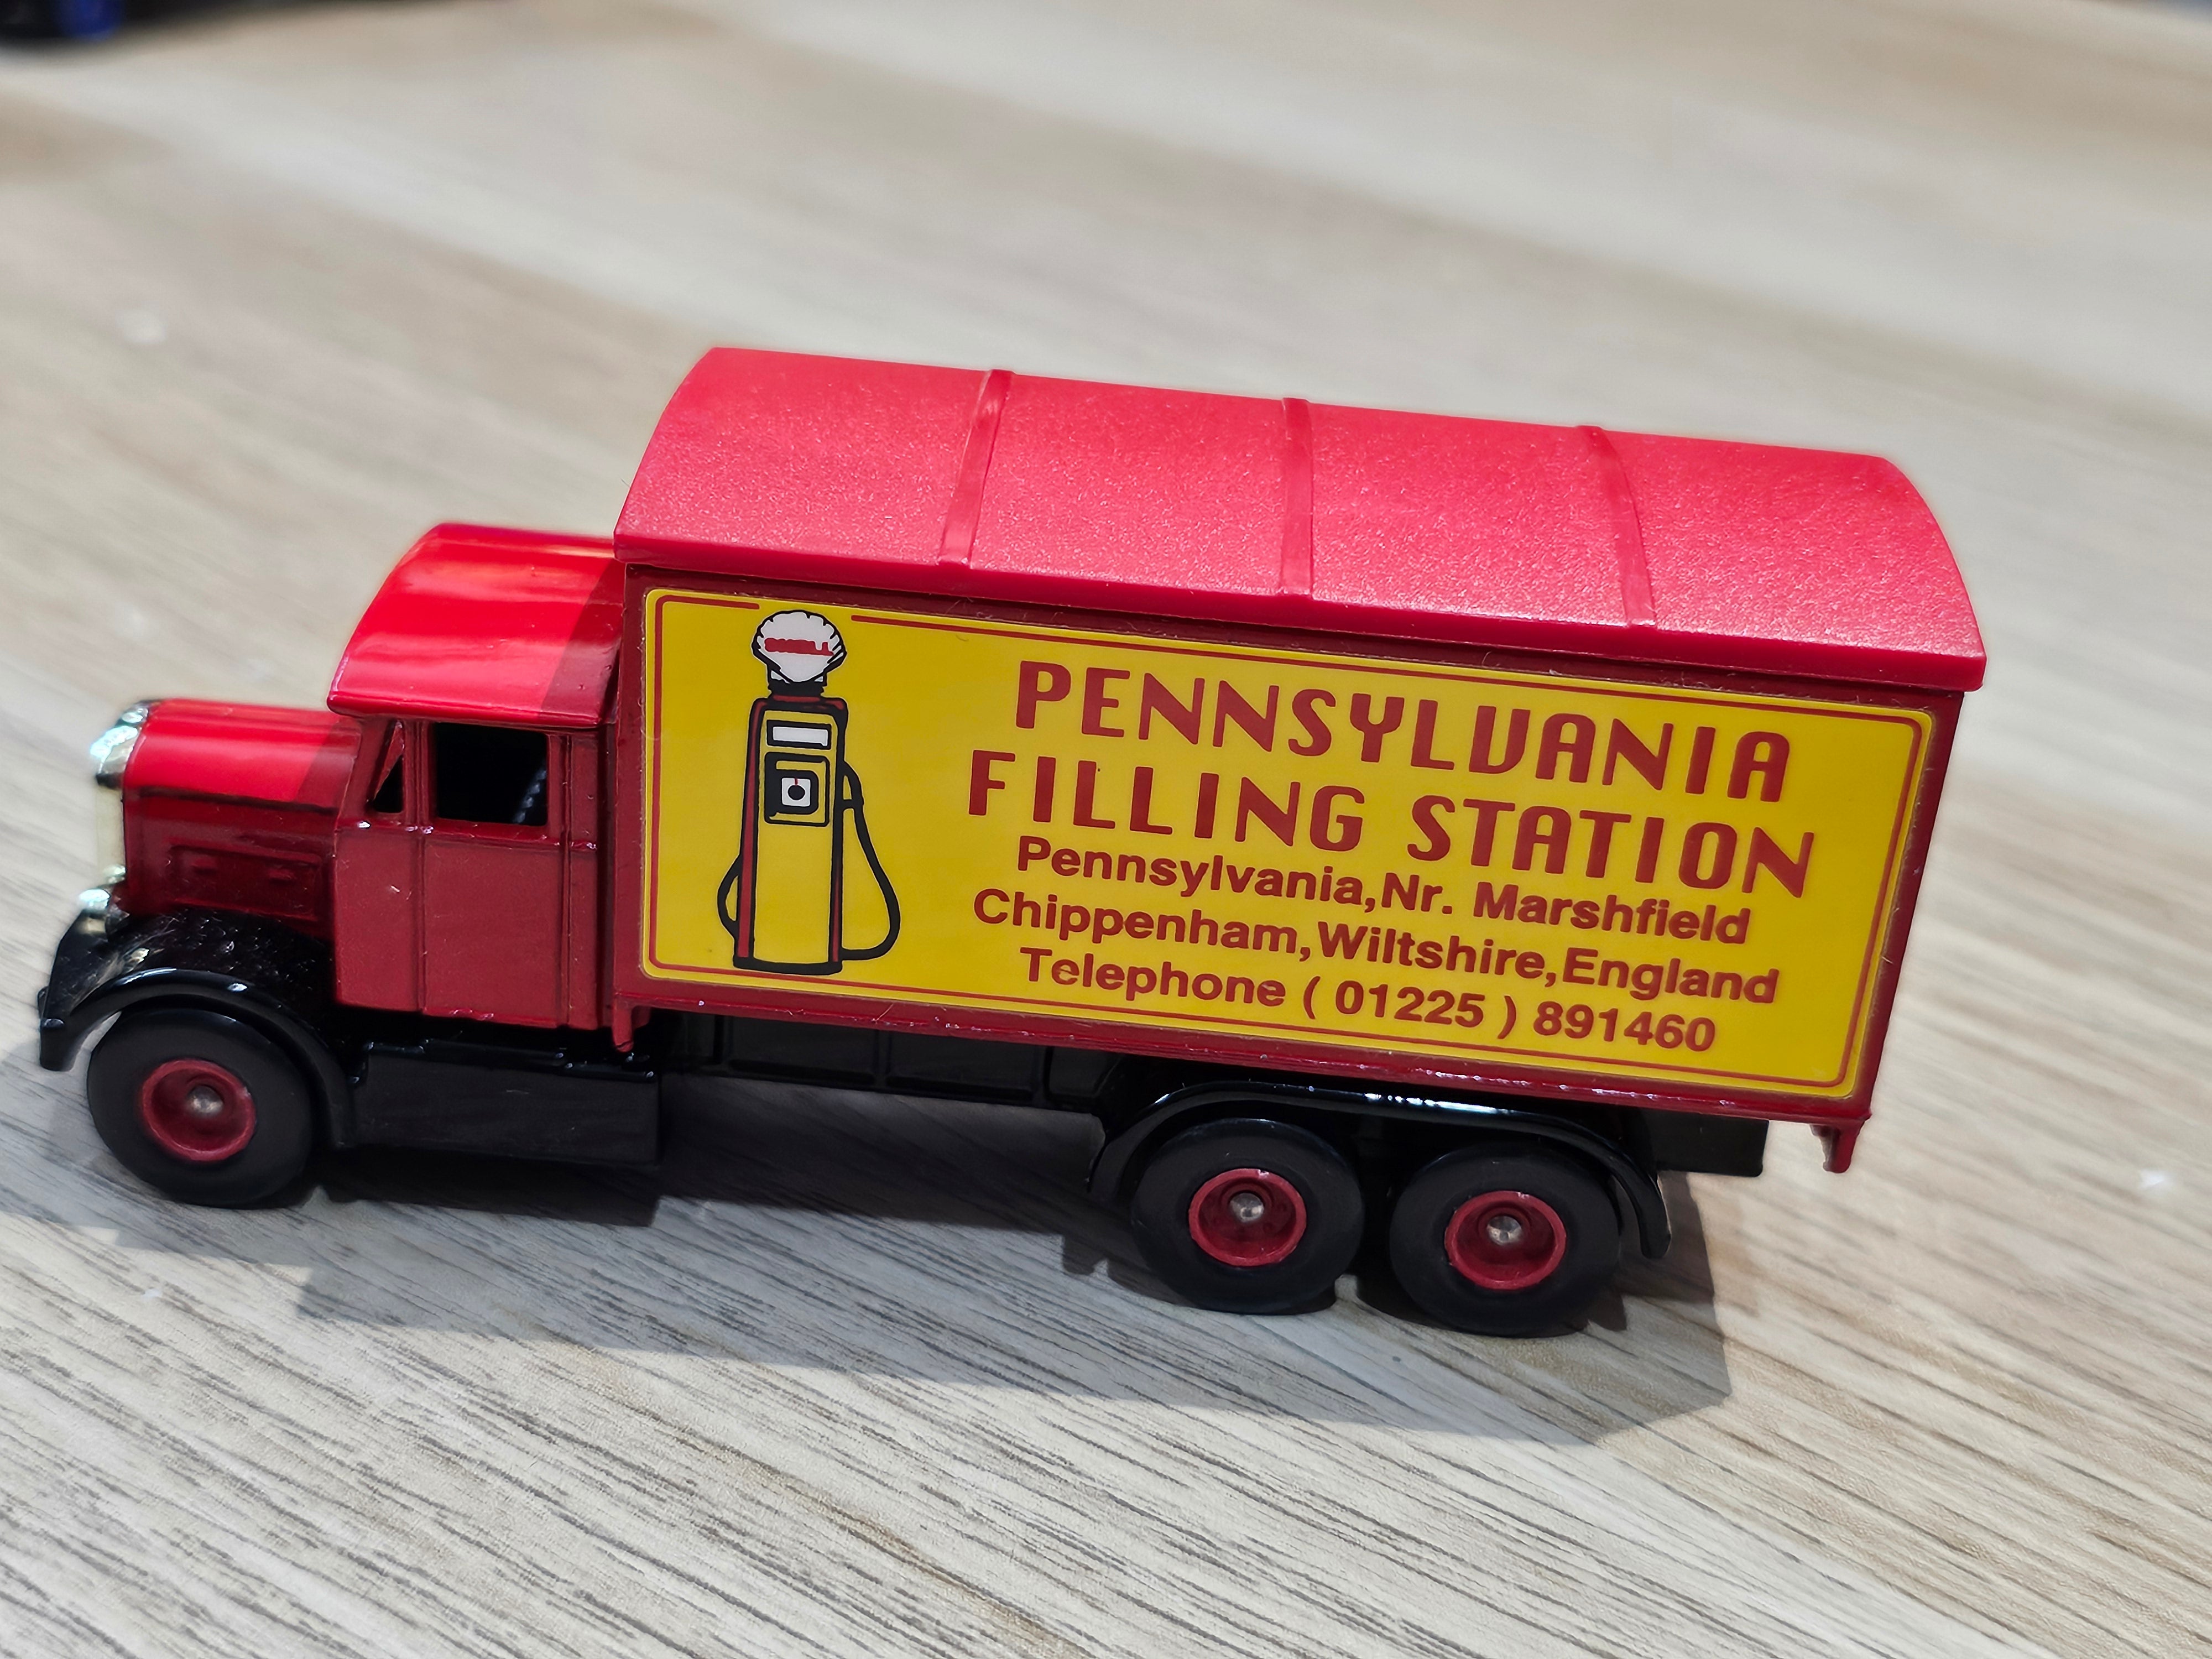 SHELL
PENNSYLVANIA
FILLING STATION
Pennsylvania,Nr. Marshfield
Chippenham,Wiltshire,England
Telephone ( 01225 ) 891460